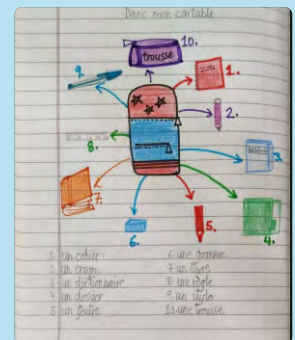 Dans mon cartable
10.
trousse
1.
9.
2.
8.
3.
7.
6.
5.
4.
1. un cahier
2. un crayon
3. un dictionnaire
4. un dossier
5. un feutre
6. une gomme
7. un livre
8. une règle
9. un stylo
10. une trousse